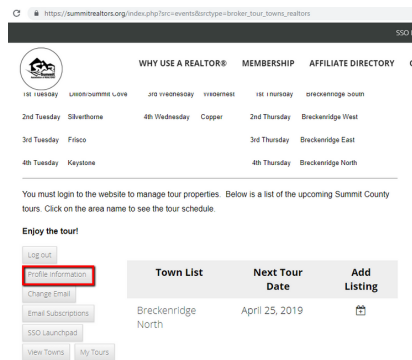 https://summitrealtors.org/index.php?src=events&srctype=broker_tour_towns_realtors
SSO
WHY USE A REALTOR® MEMBERSHIP AFFILIATE DIRECTORY
1st Tuesday Dillon/Summit Cove 3rd Wednesday Wildernest 1st Thursday Breckenridge South
2nd Tuesday Silverthorne 4th Wednesday Copper 2nd Thursday Breckenridge West
3rd Tuesday Frisco 3rd Thursday Breckenridge East
4th Tuesday Keystone 4th Thursday Breckenridge North
You must login to the website to manage tour properties. Below is a list of the upcoming Summit County
tours. Click on the area name to see the tour schedule.
Enjoy the tour!
Log out
Profile Information
Change Email
Email Subscriptions
SSO Launchpad
View Towns My Tours
Town List Next Tour Date Add Listing
Breckenridge North April 25, 2019